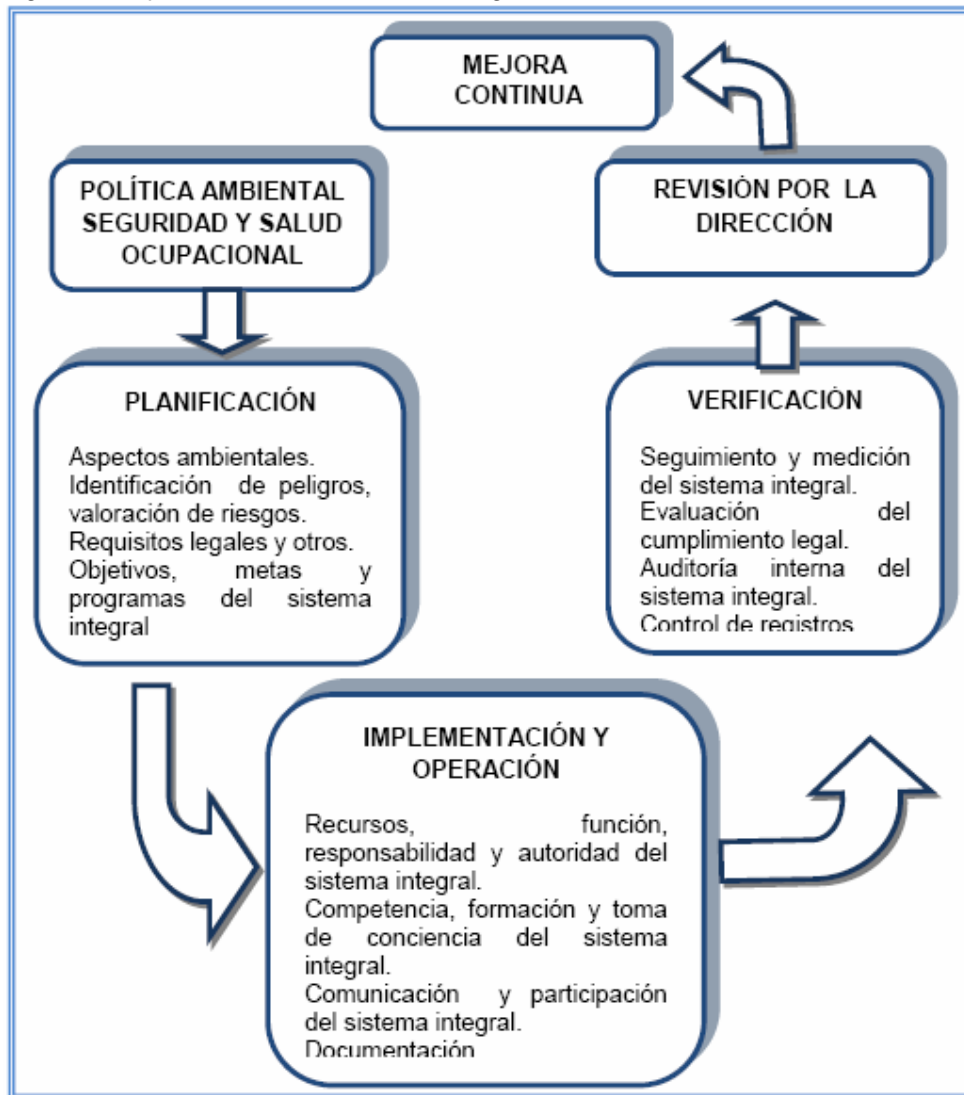 MEJORA
CONTINUA
POLÍTICA AMBIENTAL
SEGURIDAD Y SALUD
OCUPACIONAL
REVISIÓN POR LA
DIRECCIÓN
PLANIFICACIÓN
Aspectos ambientales.
Identificación de peligros,
valoración de riesgos.
Requisitos legales y otros.
Objetivos, metas y
programas del sistema
integral
VERIFICACIÓN
Seguimiento y medición
del sistema integral.
Evaluación del
cumplimiento legal.
Auditoría interna del
sistema integral.
Control de registros
IMPLEMENTACIÓN Y
OPERACIÓN
Recursos, función,
responsabilidad y autoridad del
sistema integral.
Competencia, formación y toma
de conciencia del sistema
integral.
Comunicación y participación
del sistema integral.
Documentación